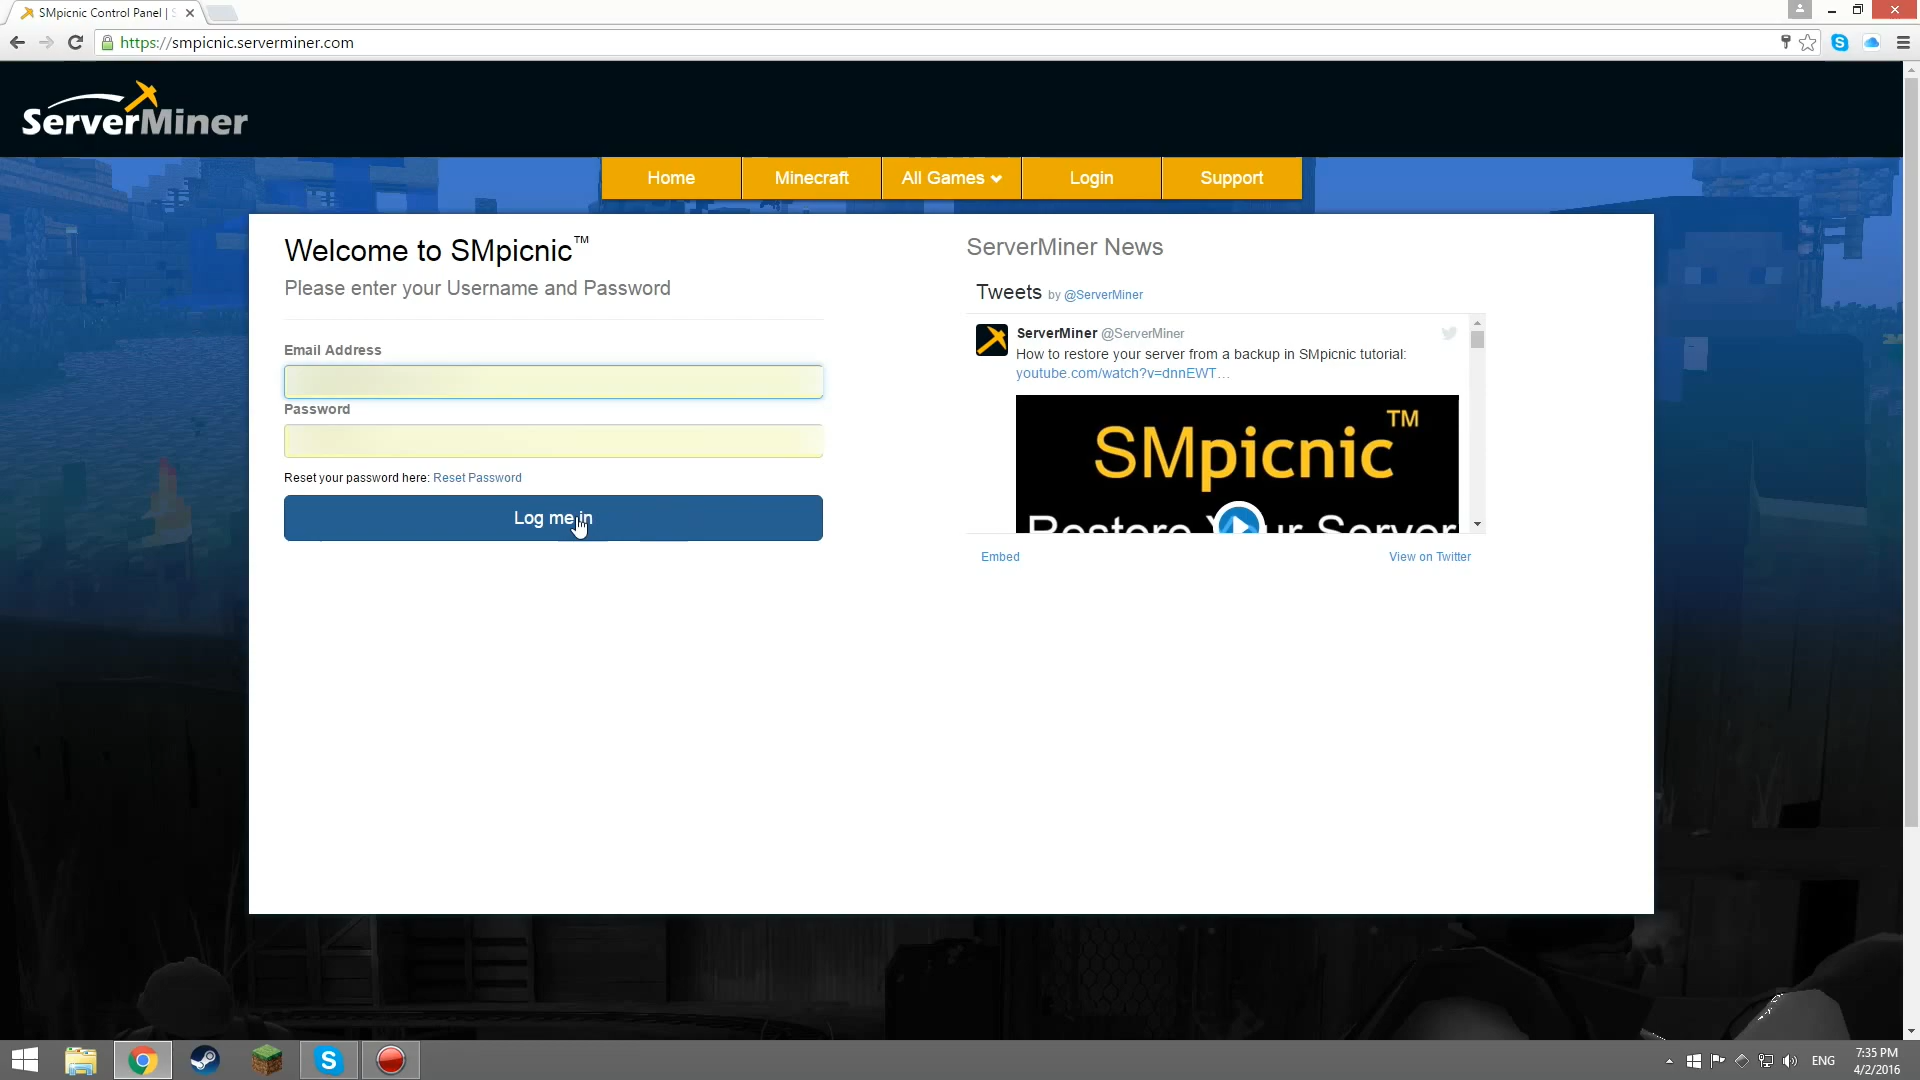 SMpicnic Control Panel |
https://smpicnic.serverminer.com
ServerMiner
Home
Minecraft
All Games
Login
Support
Welcome to SMpicnic™
Please enter your Username and Password
Email Address
Password
Reset your password here: Reset Password
Log me in
ServerMiner News
Tweets by @ServerMiner
ServerMiner @ServerMiner
How to restore your server from a backup in SMpicnic tutorial:
youtube.com/watch?v=dnnEWT…
SMpicnic™
Restore Your Server
Embed
View on Twitter
ENG
7:35 PM
4/2/2016